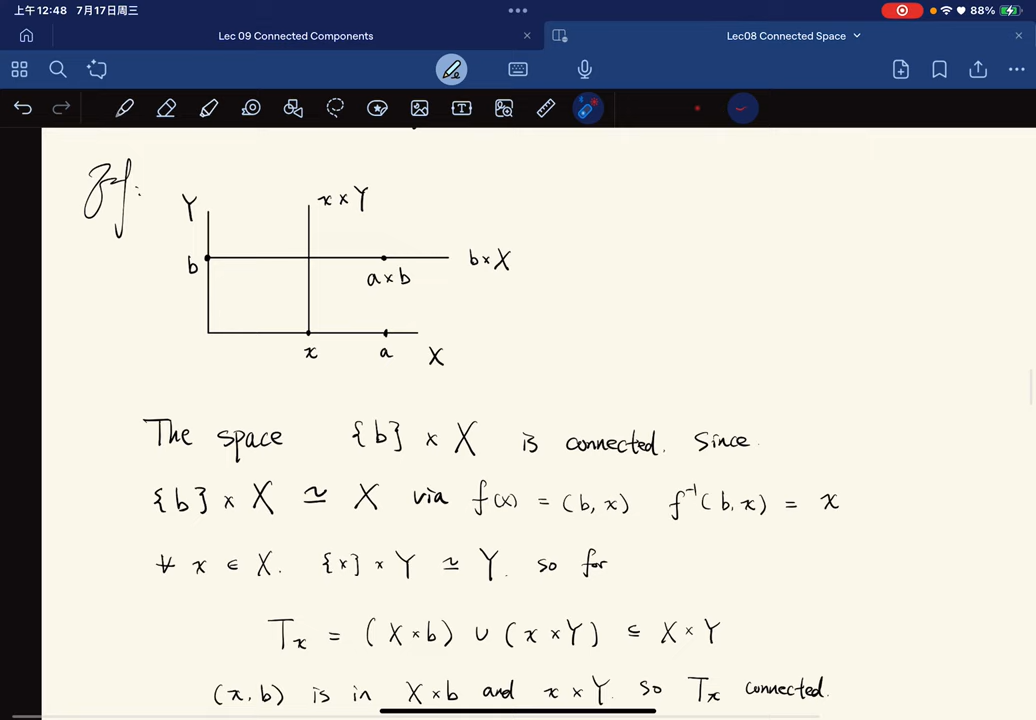 上午12:48 7月17日周三
88%
Lec 09 Connected Components
Lec08 Connected Space
Pf:
Y
x × Y
b
a × b
b × X
x
a
X
The space {b} × X is connected. Since
{b} × X ≃ X via f(x) = (b, x) f⁻¹(b, x) = x
∀ x ∈ X. {x} × Y ≃ Y. so for
Tₓ = (X × b) ∪ (x × Y) ⊆ X × Y
(x, b) is in X × b and x × Y. so Tₓ connected.